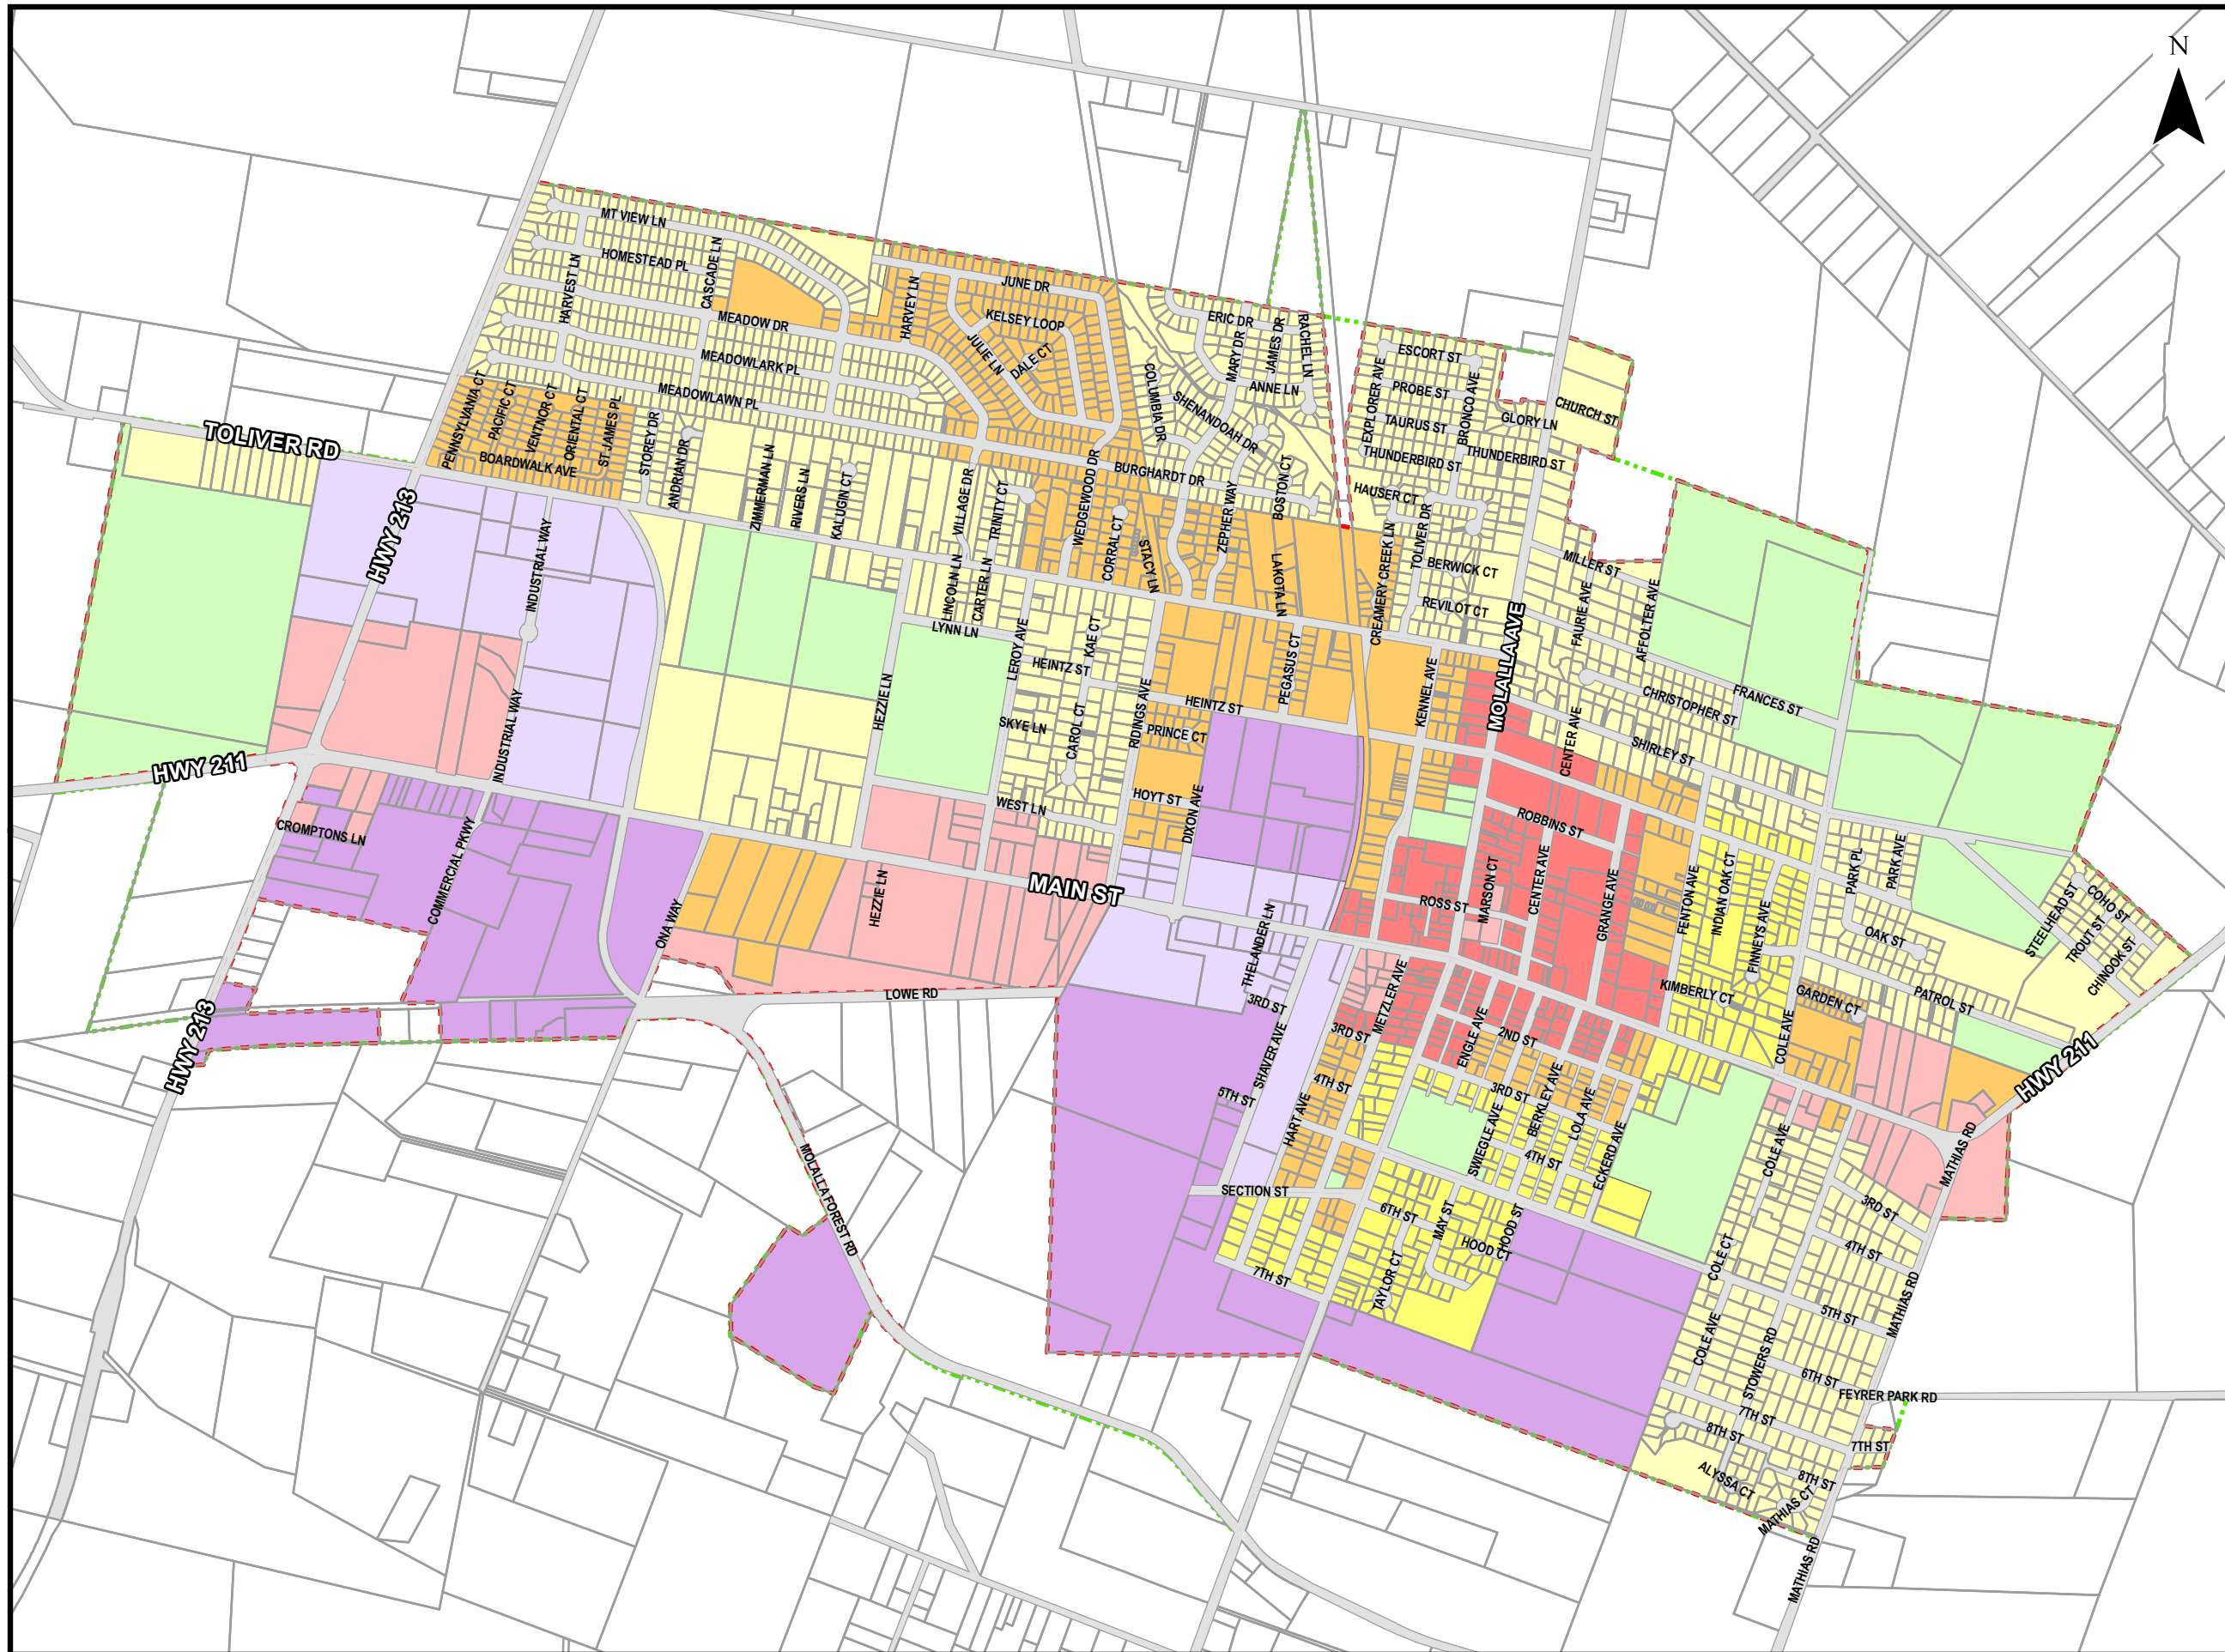 N
MT VIEW LN
HOMESTEAD PL
CASCADE LN
HARVEST LN
MEADOW DR
MEADOWLARK PL
MEADOWLAWN PL
HARVEY LN
JUNE DR
KELSEY LOOP
JULIE LN
DALE CT
ERIC DR
MARY DR
JAMES DR
RACHEL LN
ANNE LN
COLUMBIA DR
SHENANDOAH DR
ESCORT ST
PROBE ST
EXPLORER AVE
TAURUS ST
BRONCO AVE
GLORY LN
CHURCH ST
THUNDERBIRD ST
THUNDERBIRD ST
TOLIVER RD
PENNSYLVANIA CT
PACIFIC CT
VENTNOR CT
ORIENTAL CT
ST JAMES PL
BOARDWALK AVE
STOREY DR
ANDRIAN DR
ZIMMERMAN LN
RIVERS LN
KALUGIN CT
VILLAGE DR
TRINITY CT
WEDGEWOOD DR
BURGHARDT DR
CORRAL CT
STACY LN
ZEPHER WAY
BOSTON CT
HAUSER CT
TOLIVER DR
HWY 213
INDUSTRIAL WAY
LINCOLN LN
CARTER LN
LAKOTA LN
CREAMERY CREEK LN
BERWICK CT
REVILOT CT
MILLER ST
FAURIE AVE
AFFOLTER AVE
LYNN LN
LEROY AVE
KAE CT
HEINTZ ST
PEGASUS CT
MOLALLA AVE
KENNEL AVE
CHRISTOPHER ST
FRANCES ST
HEZZIE LN
SKYE LN
CAROL CT
RIDINGS AVE
HEINTZ ST
PRINCE CT
CENTER AVE
SHIRLEY ST
HWY 211
INDUSTRIAL WAY
WEST LN
HOYT ST
DIXON AVE
ROBBINS ST
CROMPTONS LN
COMMERCIAL PKWY
MAIN ST
HEZZIE LN
ONA WAY
ROSS ST
MARSON CT
CENTER AVE
GRANGE AVE
FENTON AVE
INDIAN OAK CT
FINNEYS AVE
PARK PL
PARK AVE
OAK ST
STEELHEAD ST
COHO ST
TROUT ST
CHINOOK ST
THELANDER LN
LOWE RD
3RD ST
METZLER AVE
KIMBERLY CT
GARDEN CT
PATROL ST
HWY 213
SHAVER AVE
3RD ST
ENGLE AVE
2ND ST
COLE AVE
HWY 211
5TH ST
4TH ST
HART AVE
3RD ST
BERKLEY AVE
LOLA AVE
SWIEGLE AVE
4TH ST
ECKERD AVE
COLE AVE
MATHIAS RD
MOLALLA FOREST RD
SECTION ST
6TH ST
MAY ST
HOOD ST
HOOD CT
3RD ST
4TH ST
7TH ST
TAYLOR CT
COLE CT
5TH ST
MATHIAS RD
COLE AVE
STOWERS RD
6TH ST
FEYRER PARK RD
7TH ST
8TH ST
7TH ST
ALYSSA CT
8TH ST
MATHIAS CT
MATHIAS RD